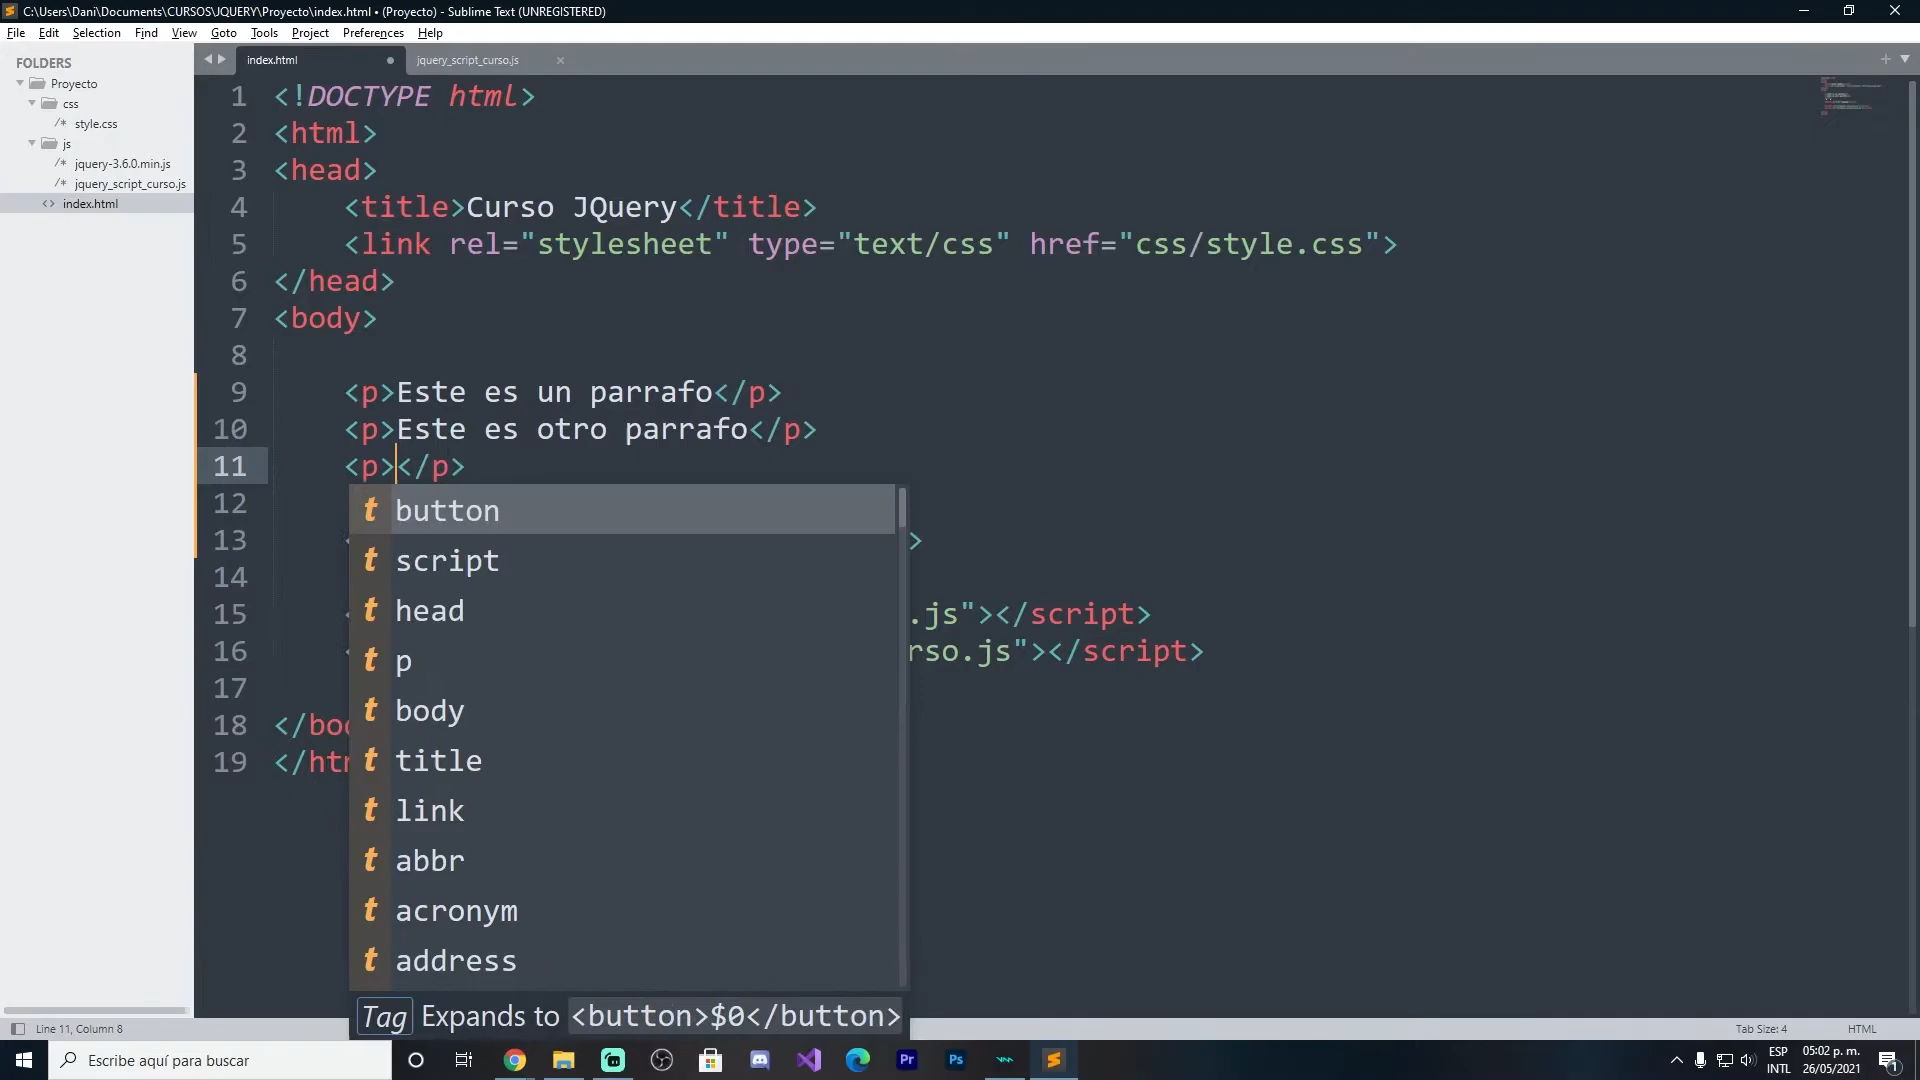 C:\Users\Dani\Documents\CURSOS\JQUERY\Proyecto\index.html • (Proyecto) - Sublime Text (UNREGISTERED)
File Edit Selection Find View Goto Tools Project Preferences Help
FOLDERS
Proyecto
css
/* style.css
js
/* jquery-3.6.0.min.js
/* jquery_script_curso.js
<> index.html
index.html
jquery_script_curso.js
1 <!DOCTYPE html>
2 <html>
3 <head>
4 <title>Curso JQuery</title>
5 <link rel="stylesheet" type="text/css" href="css/style.css">
6 </head>
7 <body>
8
9 <p>Este es un parrafo</p>
10 <p>Este es otro parrafo</p>
11 <p></p>
12
13 >
14
15 .js"></script>
16 rso.js"></script>
17
18 </bo
19 </ht
t button
t script
t head
t p
t body
t title
t link
t abbr
t acronym
t address
Tag Expands to <button>$0</button>
Line 11, Column 8
Tab Size: 4
HTML
Escribe aquí para buscar
Pr
Ps
ESP
INTL
05:02 p. m.
26/05/2021
1